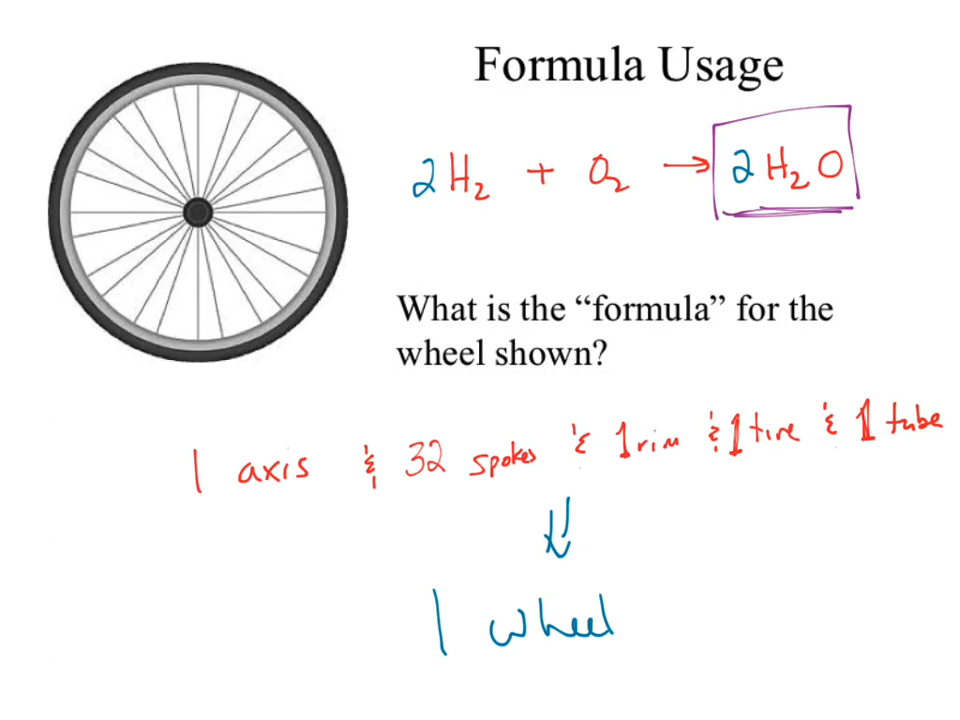 Formula Usage
2H₂ + O₂ → 2H₂O
What is the “formula” for the
wheel shown?
1 axis & 32 spokes & 1 rim & 1 tire & 1 tube
1 wheel